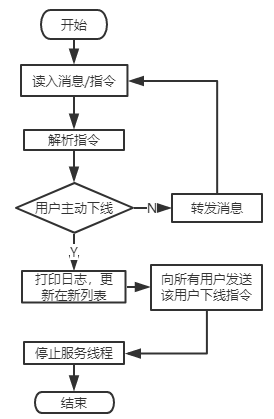 开始
读入消息/指令
解析指令
用户主动下线
N
转发消息
Y
打印日志，更
新在新列表
向所有用户发送
该用户下线指令
停止服务线程
结束